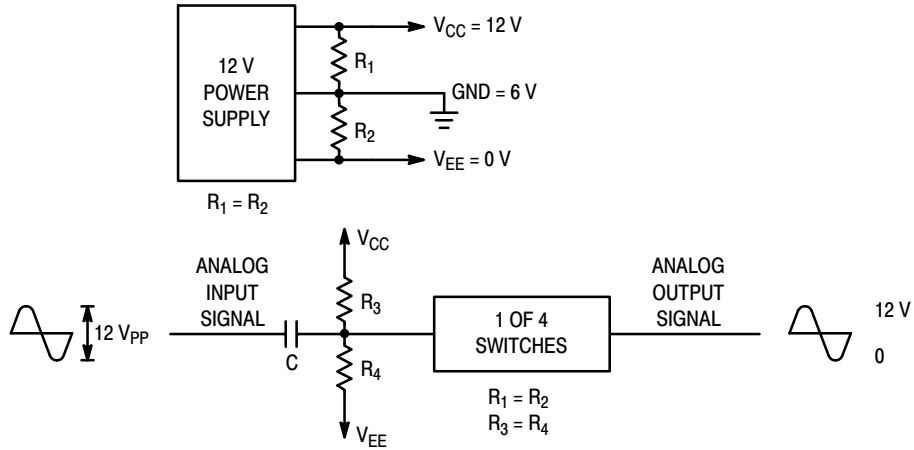 V_CC = 12 V
12 V
POWER
SUPPLY
R_1
GND = 6 V
R_2
V_EE = 0 V
R_1 = R_2
V_CC
ANALOG
INPUT
SIGNAL
ANALOG
OUTPUT
SIGNAL
R_3
12 V_PP
1 OF 4
SWITCHES
12 V
C
R_4
0
R_1 = R_2
R_3 = R_4
V_EE